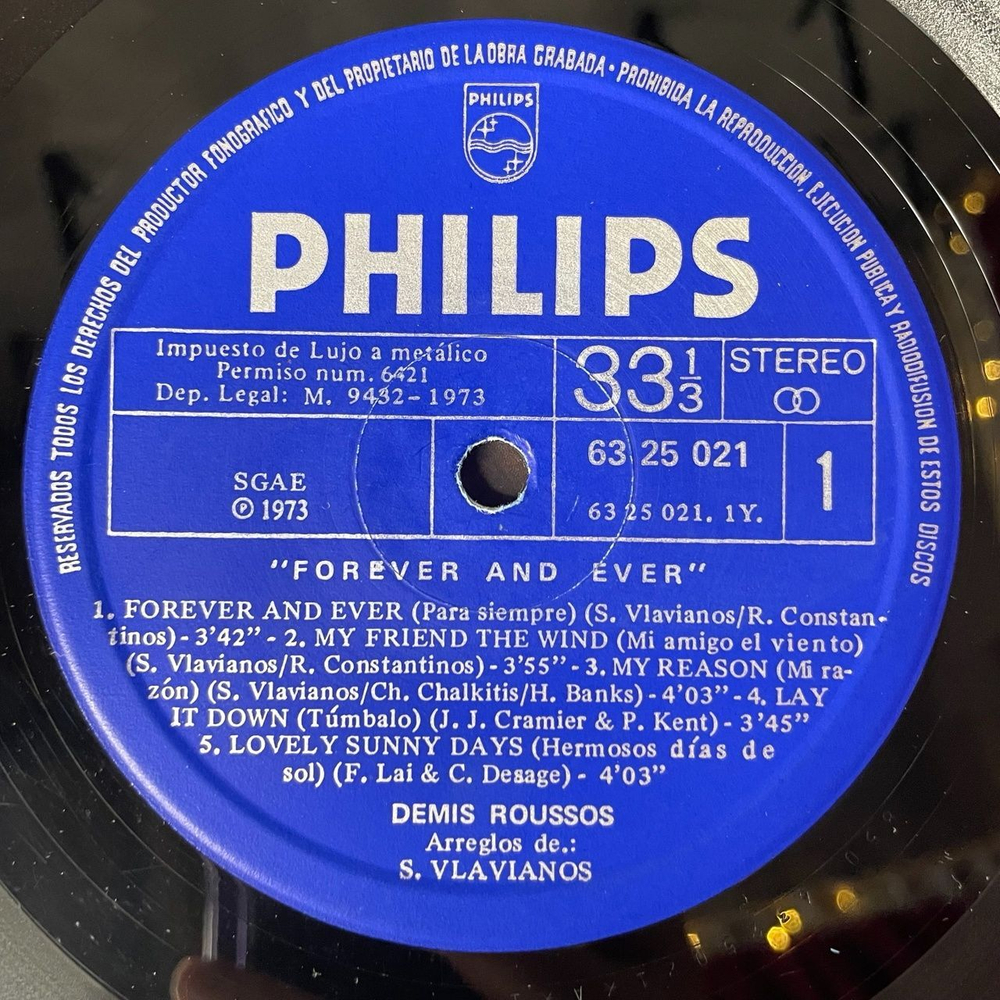 RESERVADOS TODOS LOS DERECHOS DEL PRODUCTOR FONOGRAFICO Y DEL PROPIETARIO DE LA OBRA GRABADA · PROHIBIDA LA REPRODUCCION, EJECUCION PUBLICA Y RADIODIFUSION DE ESTOS DISCOS
PHILIPS
PHILIPS
Impuesto de Lujo a metálico
Permiso num. 6421
Dep. Legal: M. 9432-1973
33 1/3
STEREO
SGAE
℗ 1973
63 25 021
63 25 021. 1Y.
1
"FOREVER AND EVER"
1. FOREVER AND EVER (Para siempre) (S. Vlavianos/R. Constan-
tinos) - 3'42" - 2. MY FRIEND THE WIND (Mi amigo el viento)
(S. Vlavianos/R. Constantinos) - 3'55" - 3. MY REASON (Mi ra-
zón) (S. Vlavianos/Ch. Chalkitis/H. Banks) - 4'03" - 4. LAY
IT DOWN (Túmbalo) (J. J. Cramier & P. Kent) - 3'45"
5. LOVELY SUNNY DAYS (Hermosos días de
sol) (F. Lai & C. Desage) - 4'03"
DEMIS ROUSSOS
Arreglos de.:
S. VLAVIANOS